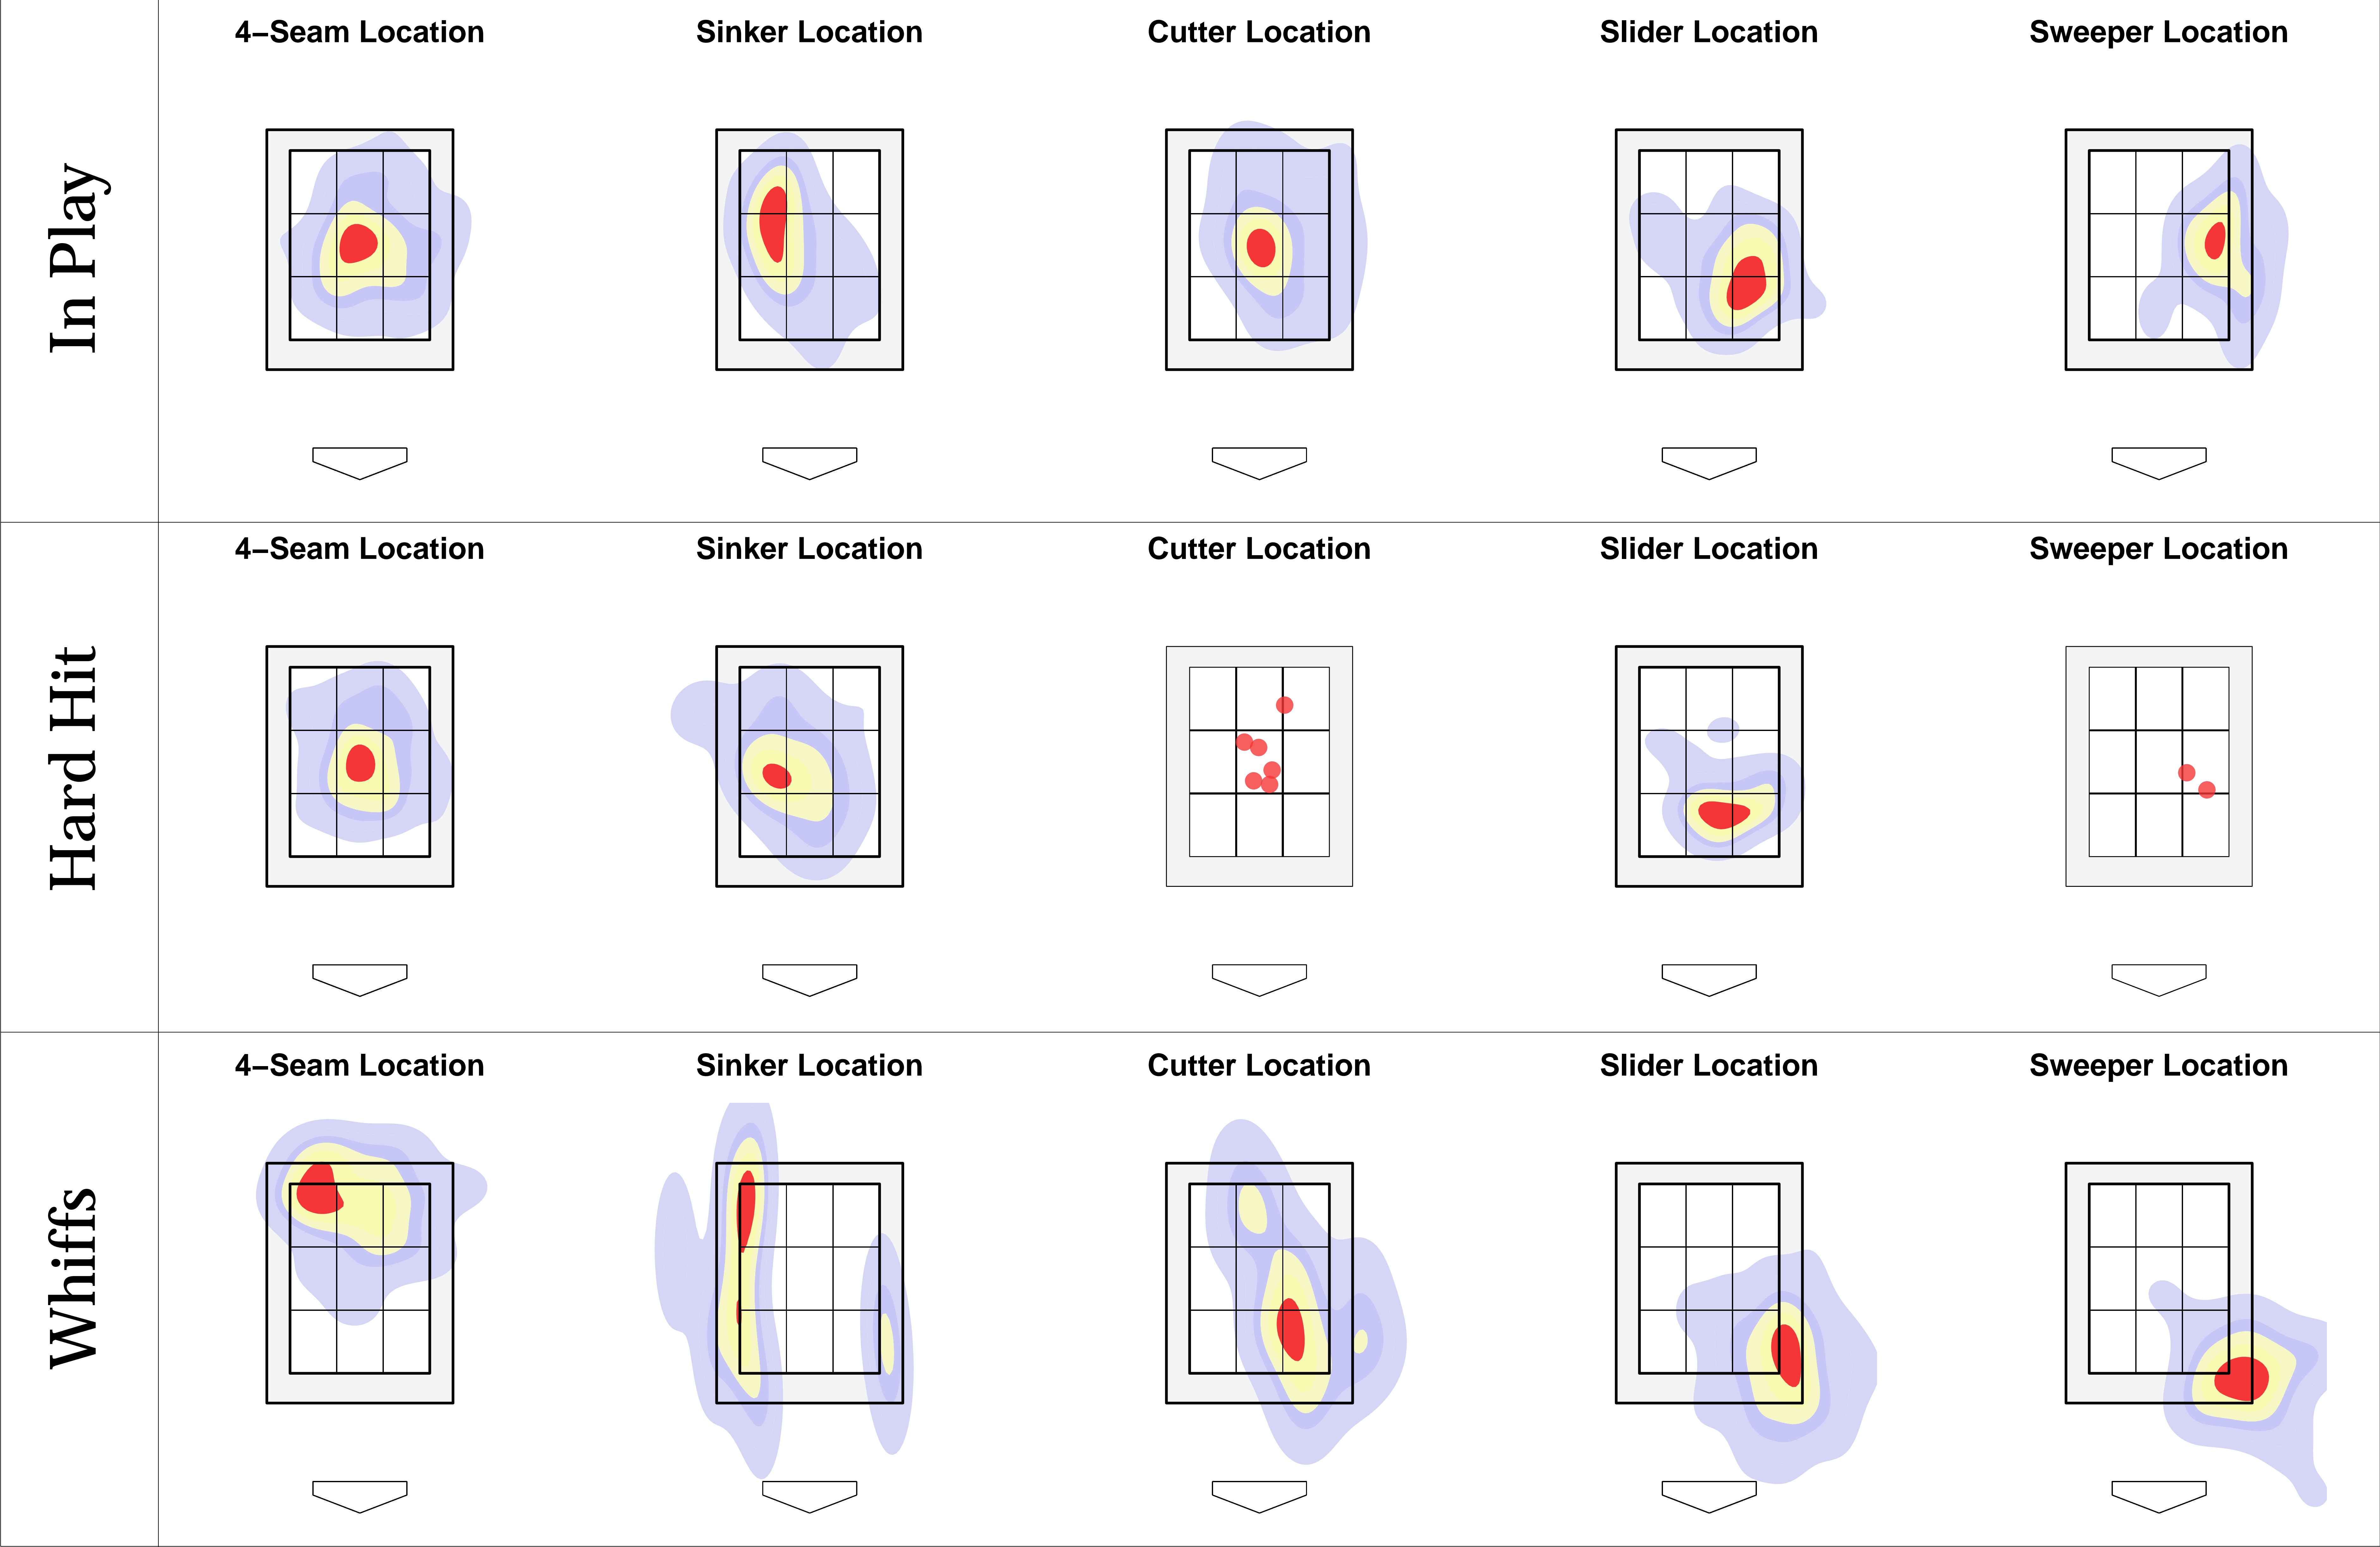 In Play
4–Seam Location
Sinker Location
Cutter Location
Slider Location
Sweeper Location
Hard Hit
4–Seam Location
Sinker Location
Cutter Location
Slider Location
Sweeper Location
Whiffs
4–Seam Location
Sinker Location
Cutter Location
Slider Location
Sweeper Location